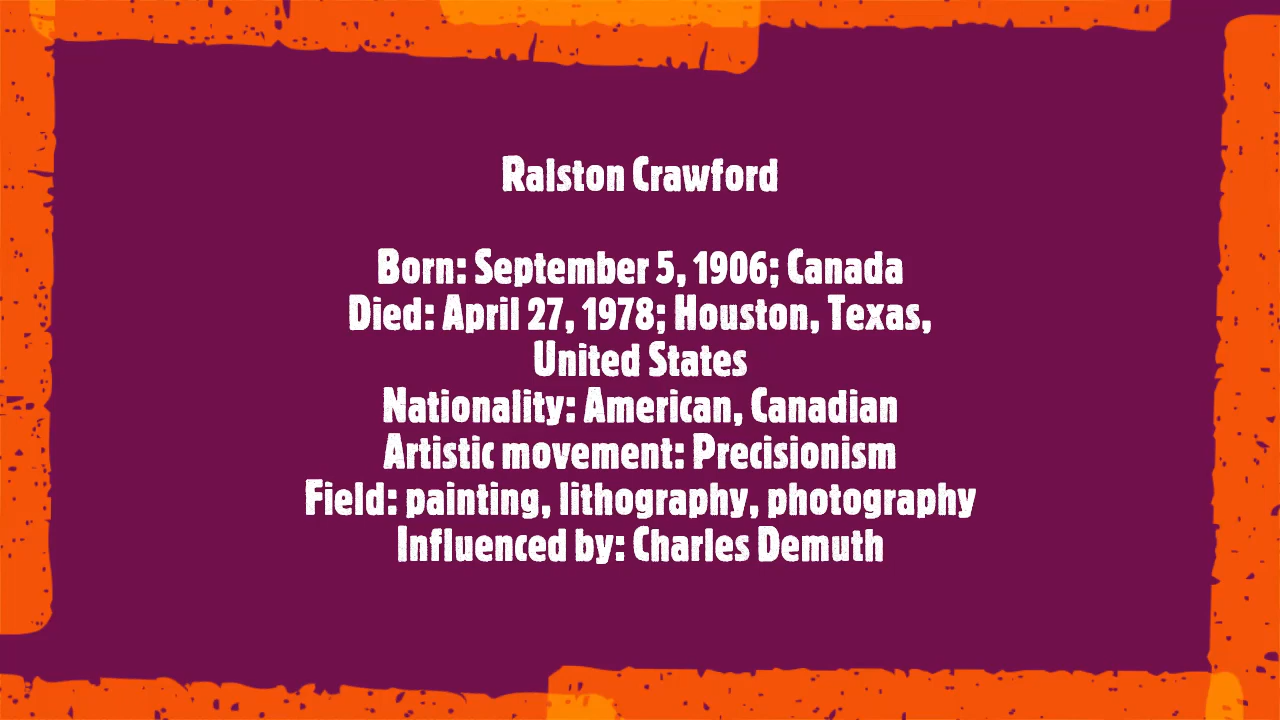 Ralston Crawford
Born: September 5, 1906; Canada
Died: April 27, 1978; Houston, Texas,
United States
Nationality: American, Canadian
Artistic movement: Precisionism
Field: painting, lithography, photography
Influenced by: Charles Demuth